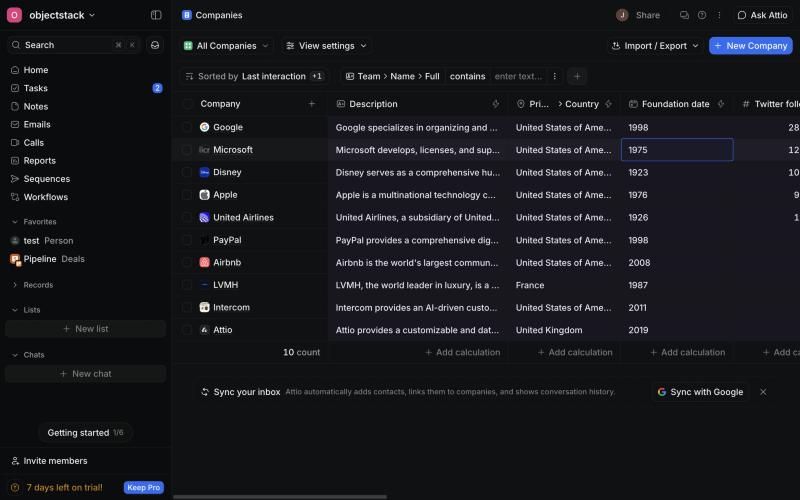 objectstack
Search
⌘ K
Home
Tasks
2
Notes
Emails
Calls
Reports
Sequences
Workflows
Favorites
test Person
Pipeline Deals
Records
Lists
+ New list
Chats
+ New chat
Getting started 1/6
Invite members
7 days left on trial!
Keep Pro
Companies
J Share
Ask Attio
All Companies
View settings
Import / Export
+ New Company
Sorted by Last interaction +1
Team > Name > Full contains enter text...
Company + Description Pri... > Country Foundation date # Twitter foll
Google Google specializes in organizing and ... United States of Ame... 1998 28
Microsoft Microsoft develops, licenses, and sup... United States of Ame... 1975 12
Disney Disney serves as a comprehensive hu... United States of Ame... 1923 10
Apple Apple is a multinational technology c... United States of Ame... 1976 9
United Airlines United Airlines, a subsidiary of United... United States of Ame... 1926 1
PayPal PayPal provides a comprehensive dig... United States of Ame... 1998
Airbnb Airbnb is the world's largest commun... United States of Ame... 2008
LVMH LVMH, the world leader in luxury, is a ... France 1987
Intercom Intercom provides an AI-driven custo... United States of Ame... 2011
Attio Attio provides a customizable and dat... United Kingdom 2019
10 count + Add calculation + Add calculation + Add calculation + Add ca
Sync your inbox Attio automatically adds contacts, links them to companies, and shows conversation history.
Sync with Google